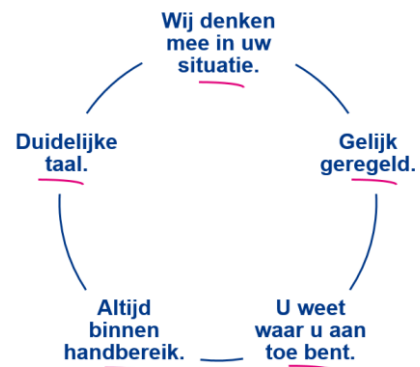 Wij denken
mee in uw
situatie.
Gelijk
geregeld.
U weet
waar u aan
toe bent.
Altijd
binnen
handbereik.
Duidelijke
taal.